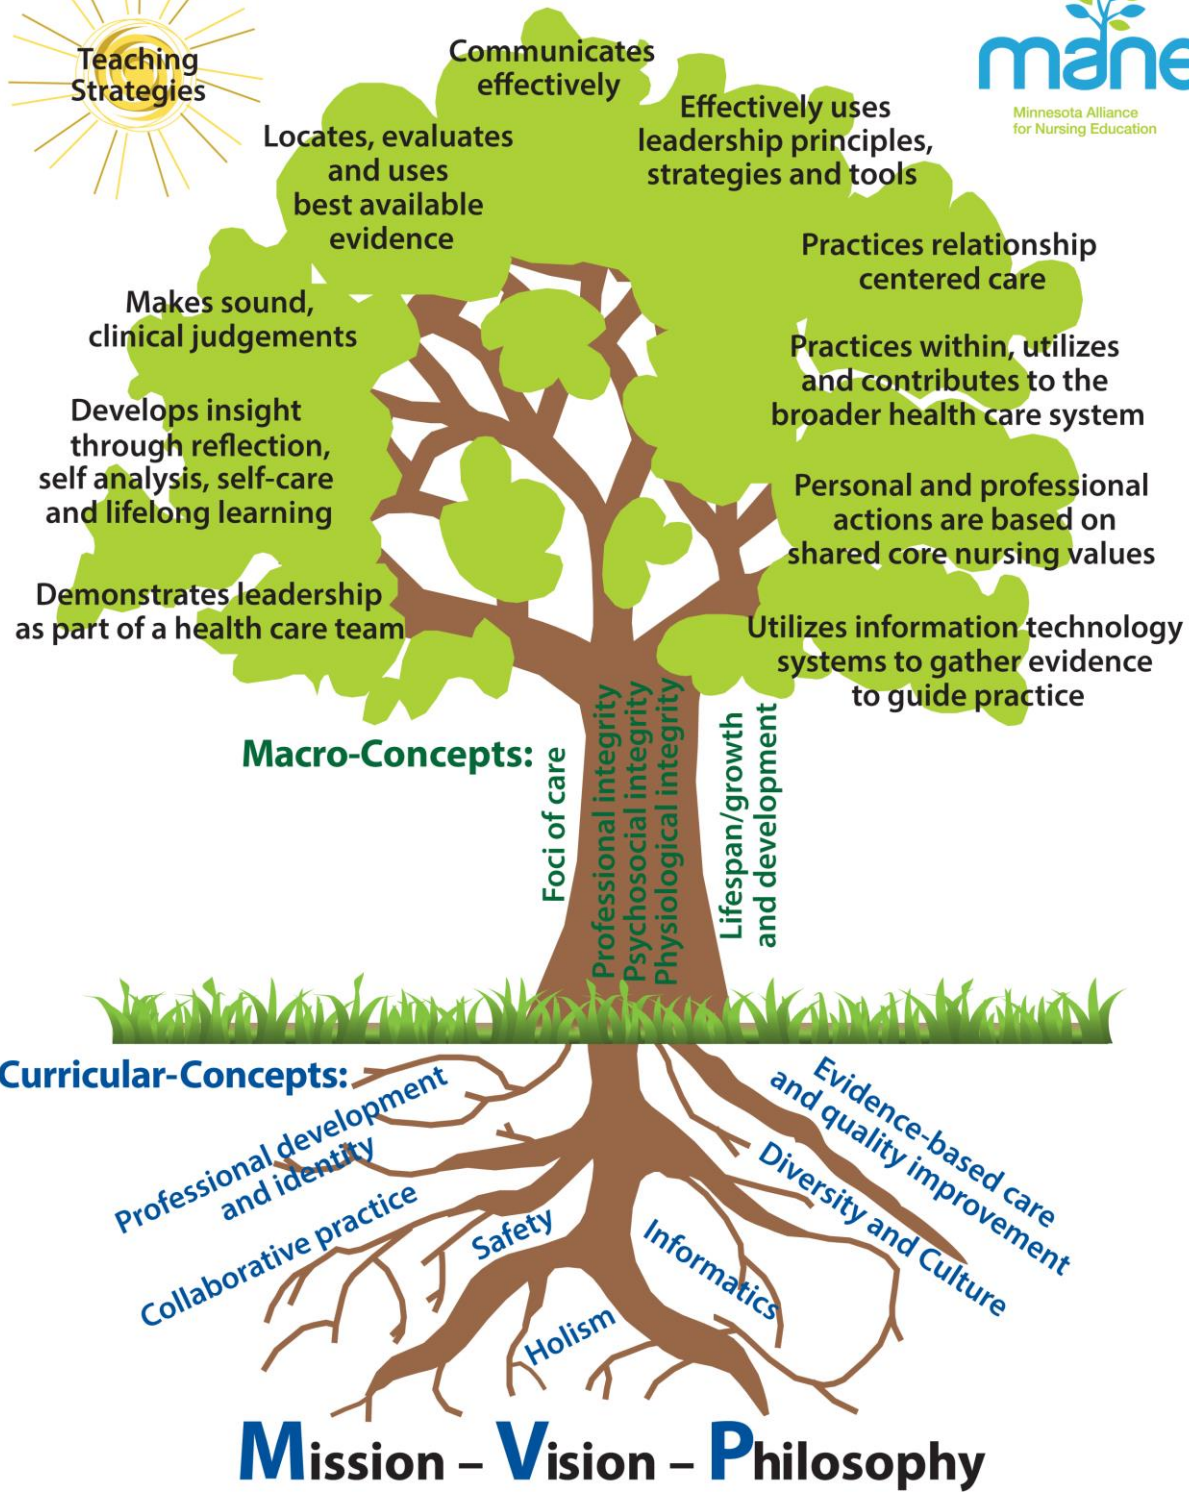 Teaching
Strategies
mane
Minnesota Alliance
for Nursing Education
Communicates
effectively
Effectively uses
leadership principles,
strategies and tools
Locates, evaluates
and uses
best available
evidence
Practices relationship
centered care
Makes sound,
clinical judgements
Practices within, utilizes
and contributes to the
broader health care system
Develops insight
through reflection,
self analysis, self-care
and lifelong learning
Personal and professional
actions are based on
shared core nursing values
Demonstrates leadership
as part of a health care team
Utilizes information technology
systems to gather evidence
to guide practice
Macro-Concepts:
Foci of care
Professional integrity
Psychosocial integrity
Physiological integrity
Lifespan/growth
and development
Curricular-Concepts:
Professional development
and identity
Collaborative practice
Safety
Holism
Informatics
Diversity and Culture
Evidence-based care
and quality improvement
Mission – Vision – Philosophy